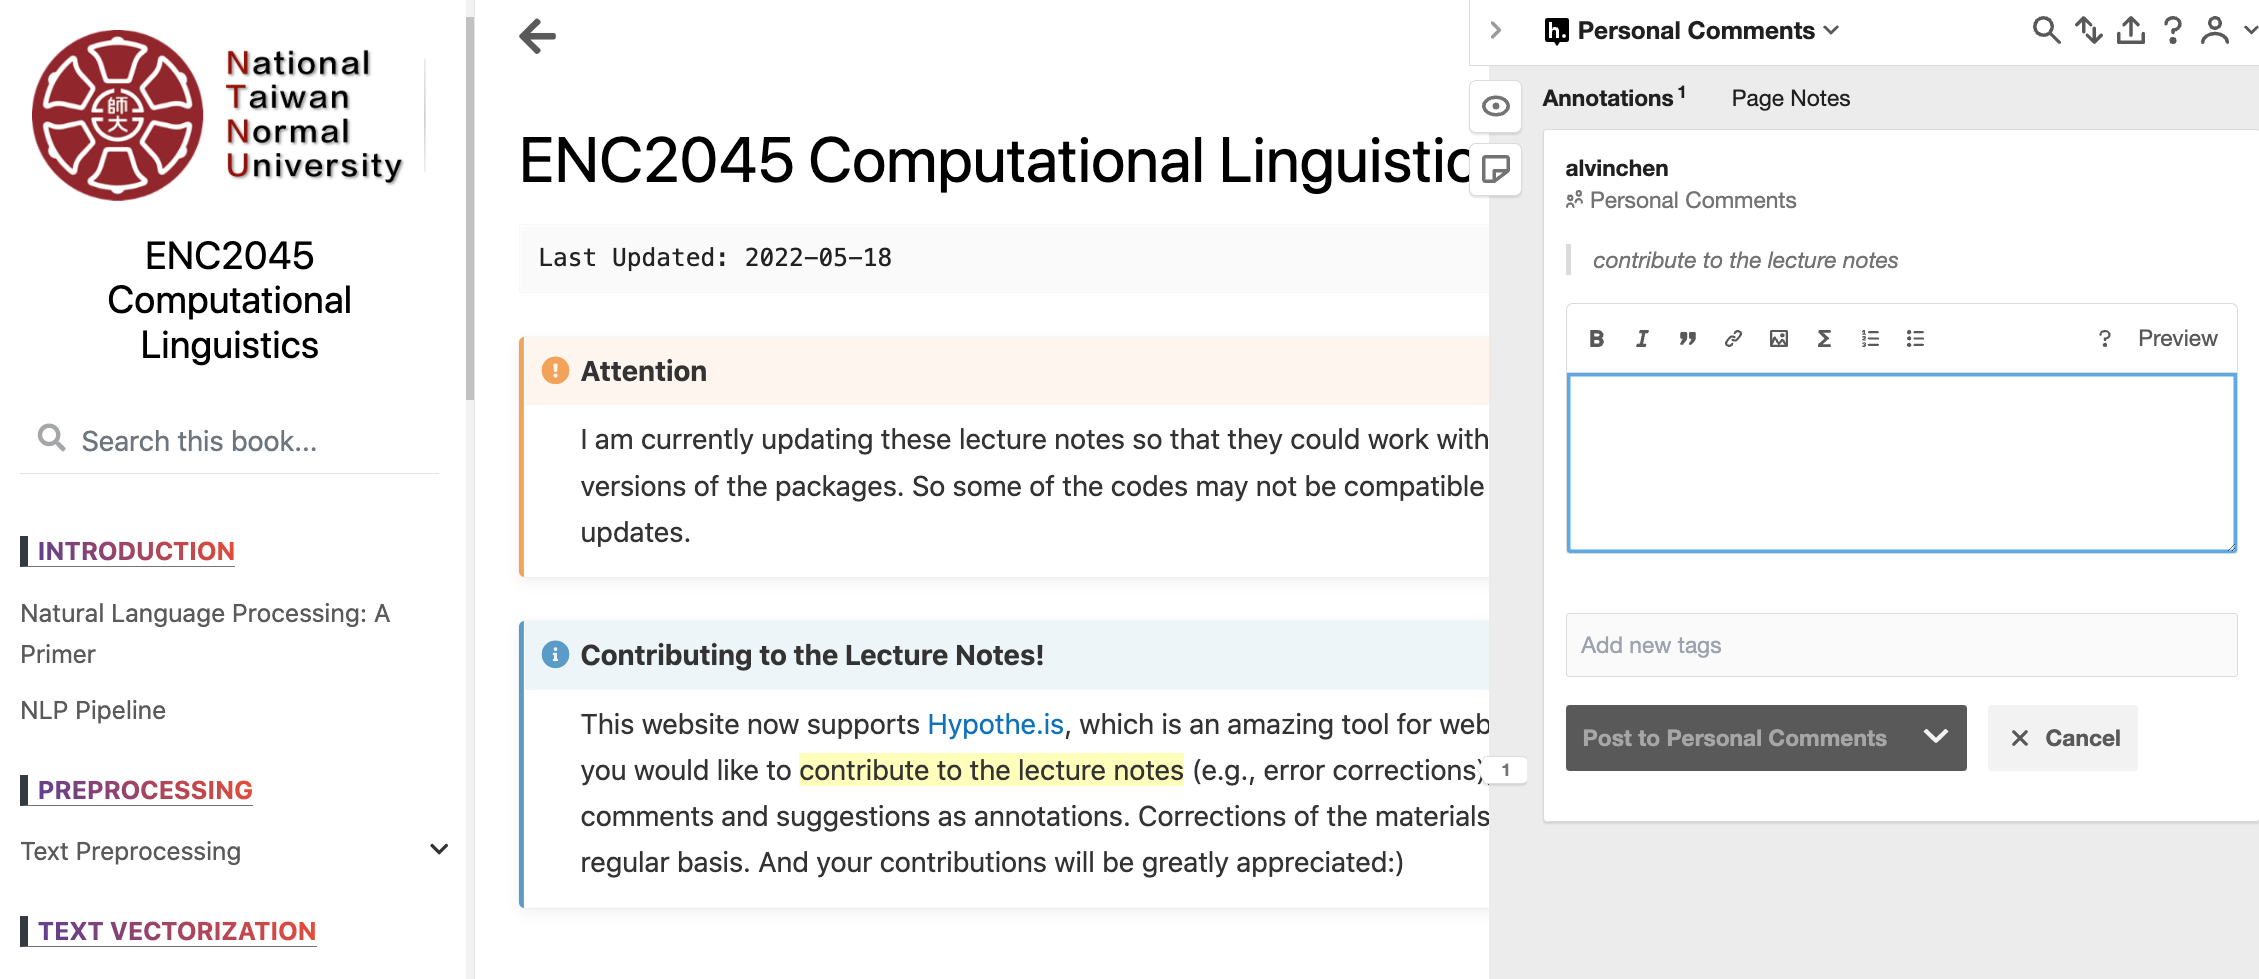 師大
National
Taiwan
Normal
University
ENC2045
Computational
Linguistics
Search this book...
INTRODUCTION
Natural Language Processing: A
Primer
NLP Pipeline
PREPROCESSING
Text Preprocessing
TEXT VECTORIZATION
ENC2045 Computational Linguistic
Last Updated: 2022-05-18
Attention
I am currently updating these lecture notes so that they could work with
versions of the packages. So some of the codes may not be compatible
updates.
Contributing to the Lecture Notes!
This website now supports Hypothe.is, which is an amazing tool for web
you would like to contribute to the lecture notes (e.g., error corrections),
comments and suggestions as annotations. Corrections of the materials
regular basis. And your contributions will be greatly appreciated:)
1
h. Personal Comments
?
Annotations 1 Page Notes
alvinchen
Personal Comments
contribute to the lecture notes
B I ” Σ ? Preview
Add new tags
Post to Personal Comments
Cancel